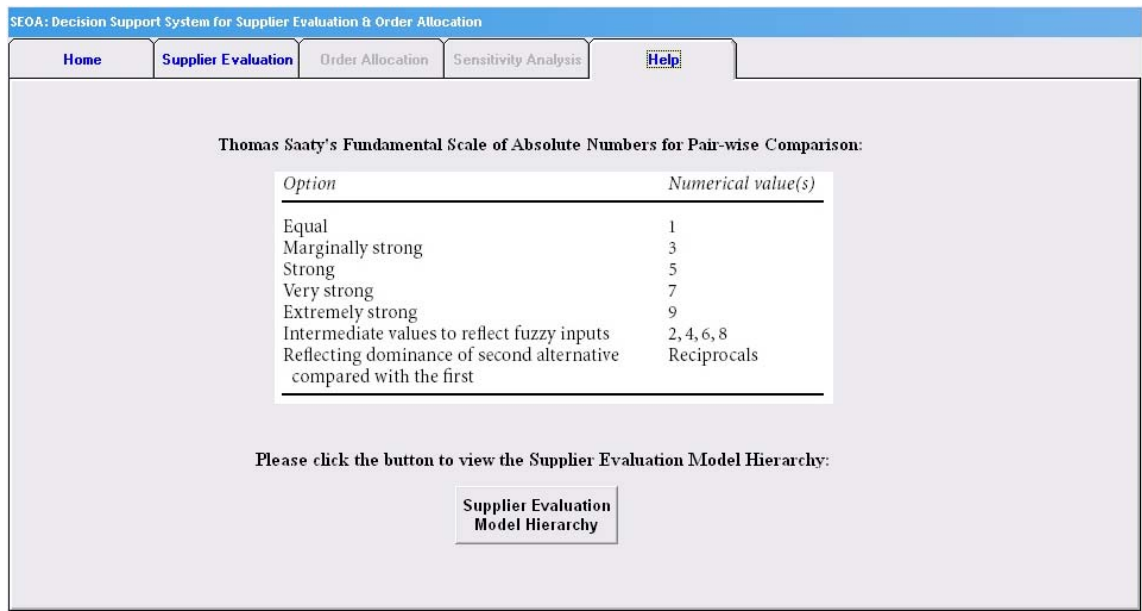 SEOA: Decision Support System for Supplier Evaluation & Order Allocation
Home Supplier Evaluation Order Allocation Sensitivity Analysis Help
Thomas Saaty's Fundamental Scale of Absolute Numbers for Pair-wise Comparison:
Option Numerical value(s)
Equal 1
Marginally strong 3
Strong 5
Very strong 7
Extremely strong 9
Intermediate values to reflect fuzzy inputs 2, 4, 6, 8
Reflecting dominance of second alternative Reciprocals
compared with the first
Please click the button to view the Supplier Evaluation Model Hierarchy:
Supplier Evaluation
Model Hierarchy